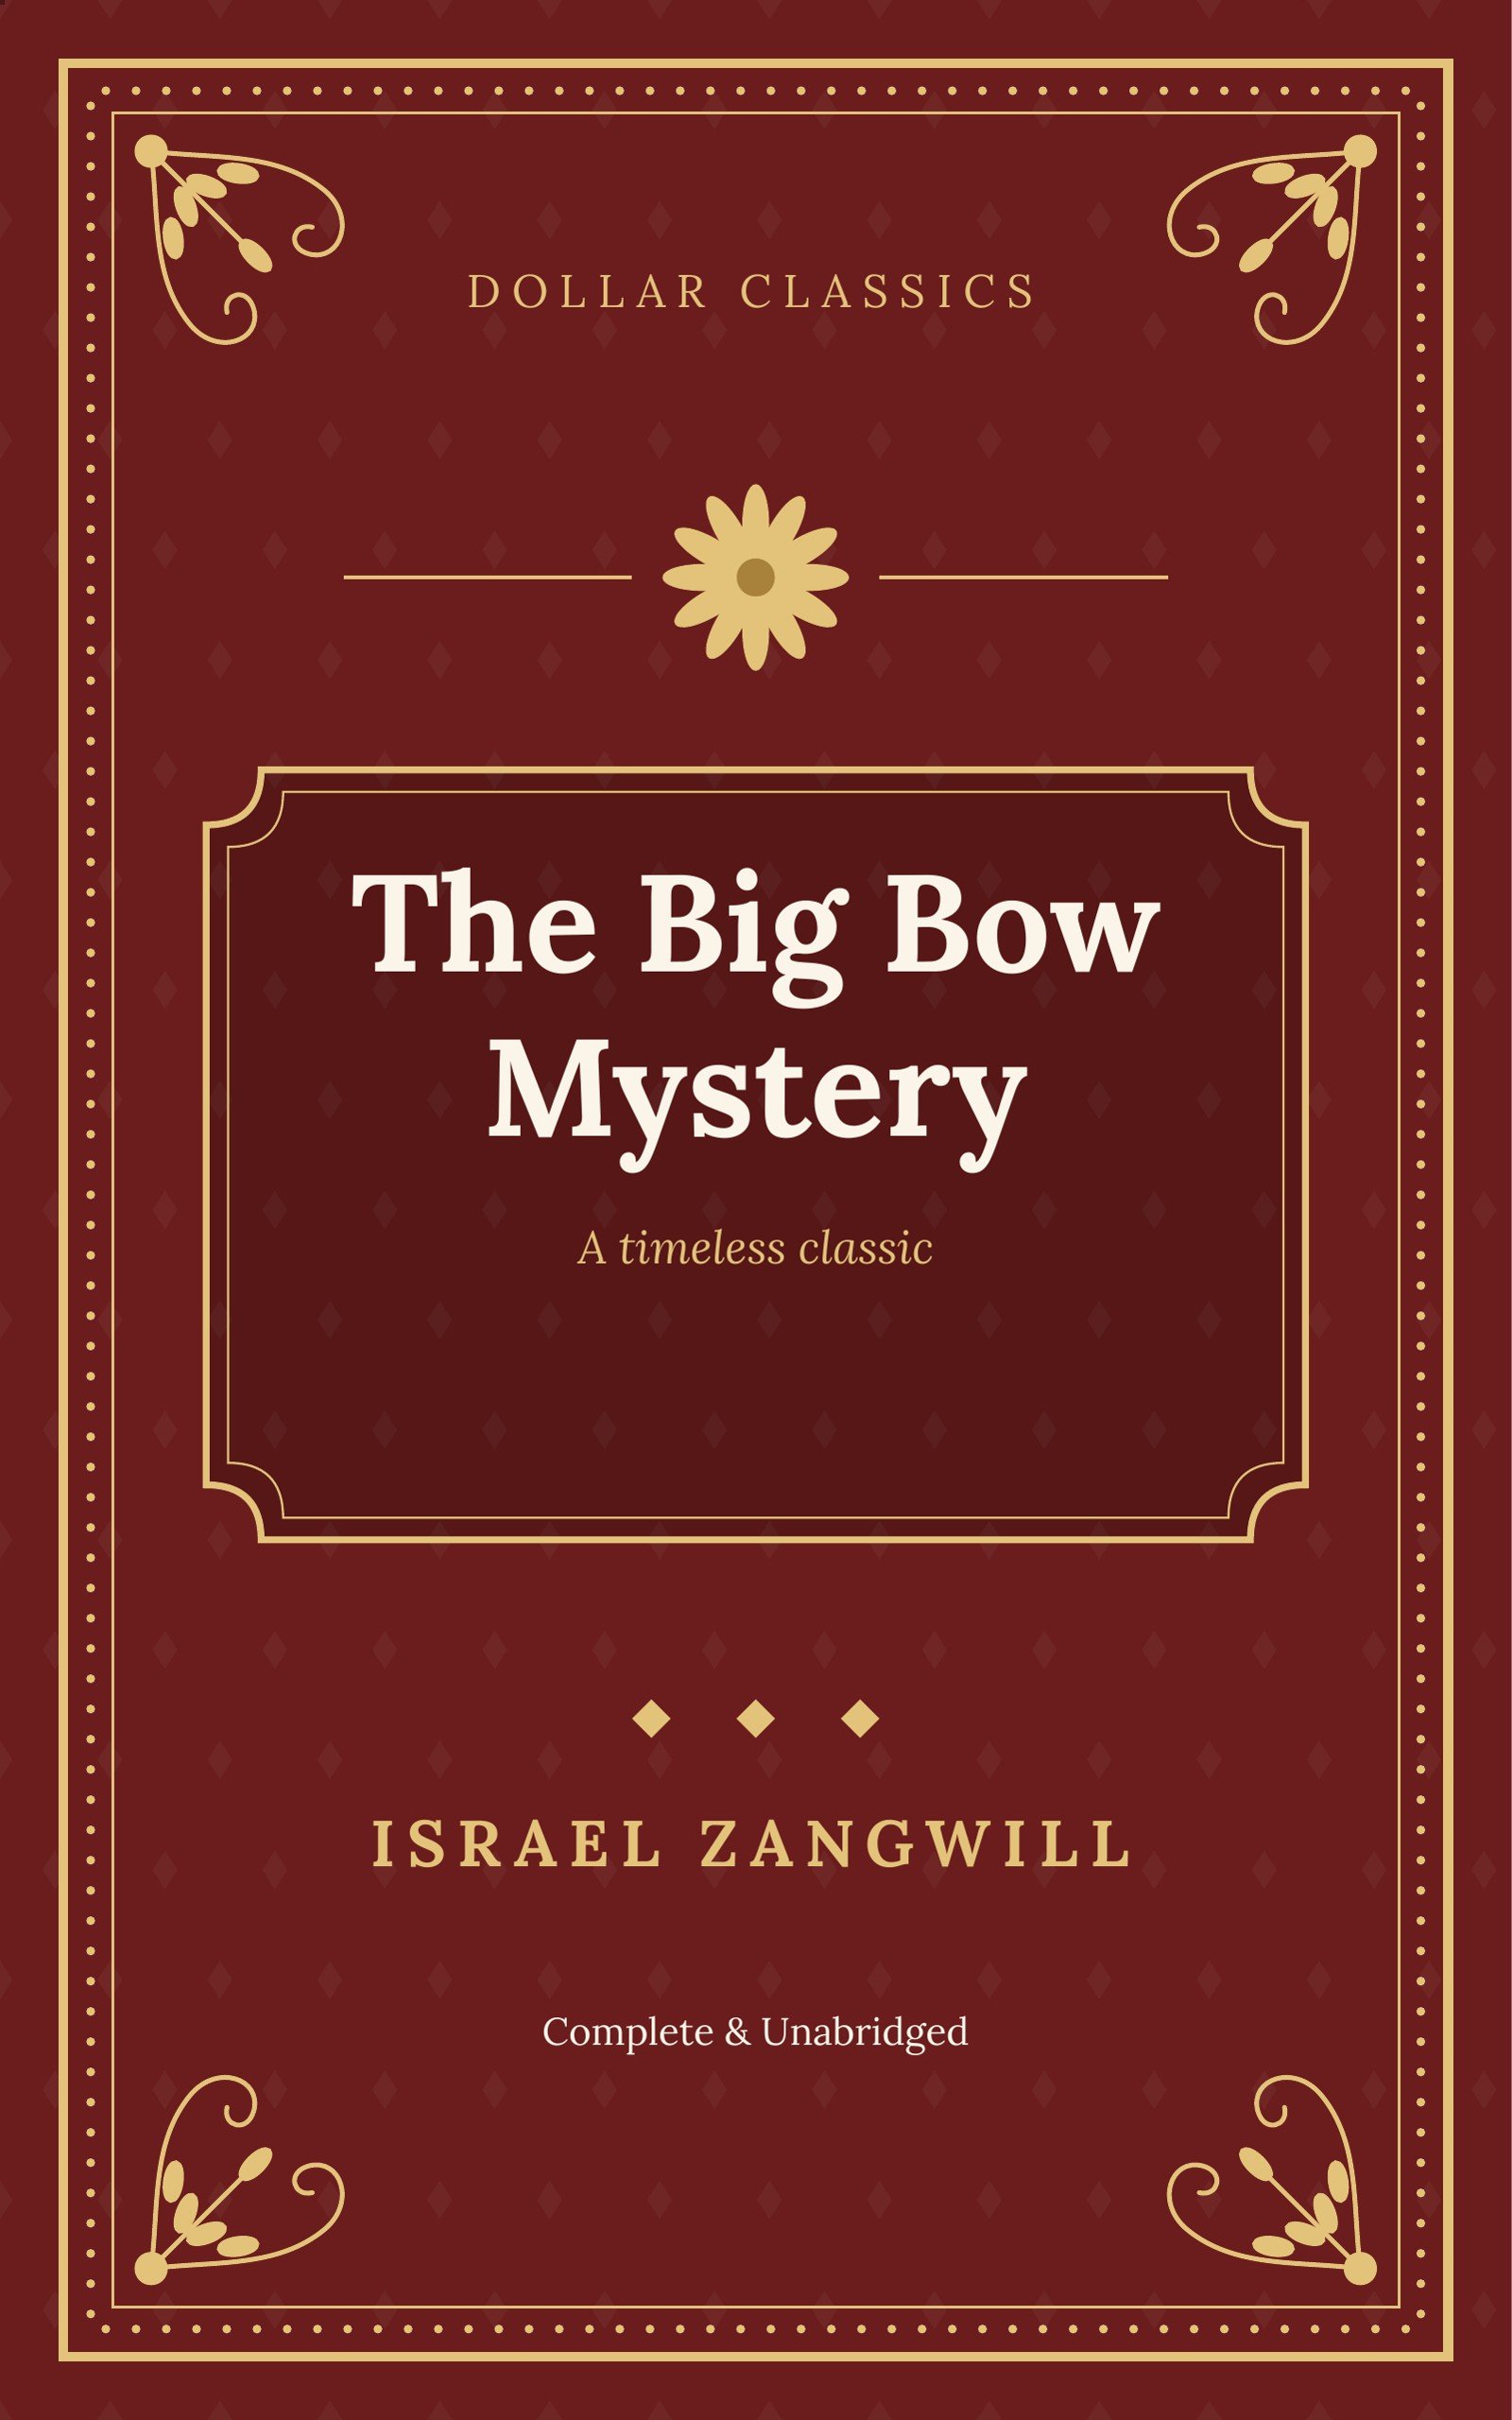 DOLLAR CLASSICS
The Big Bow
Mystery
A timeless classic
ISRAEL ZANGWILL
Complete & Unabridged